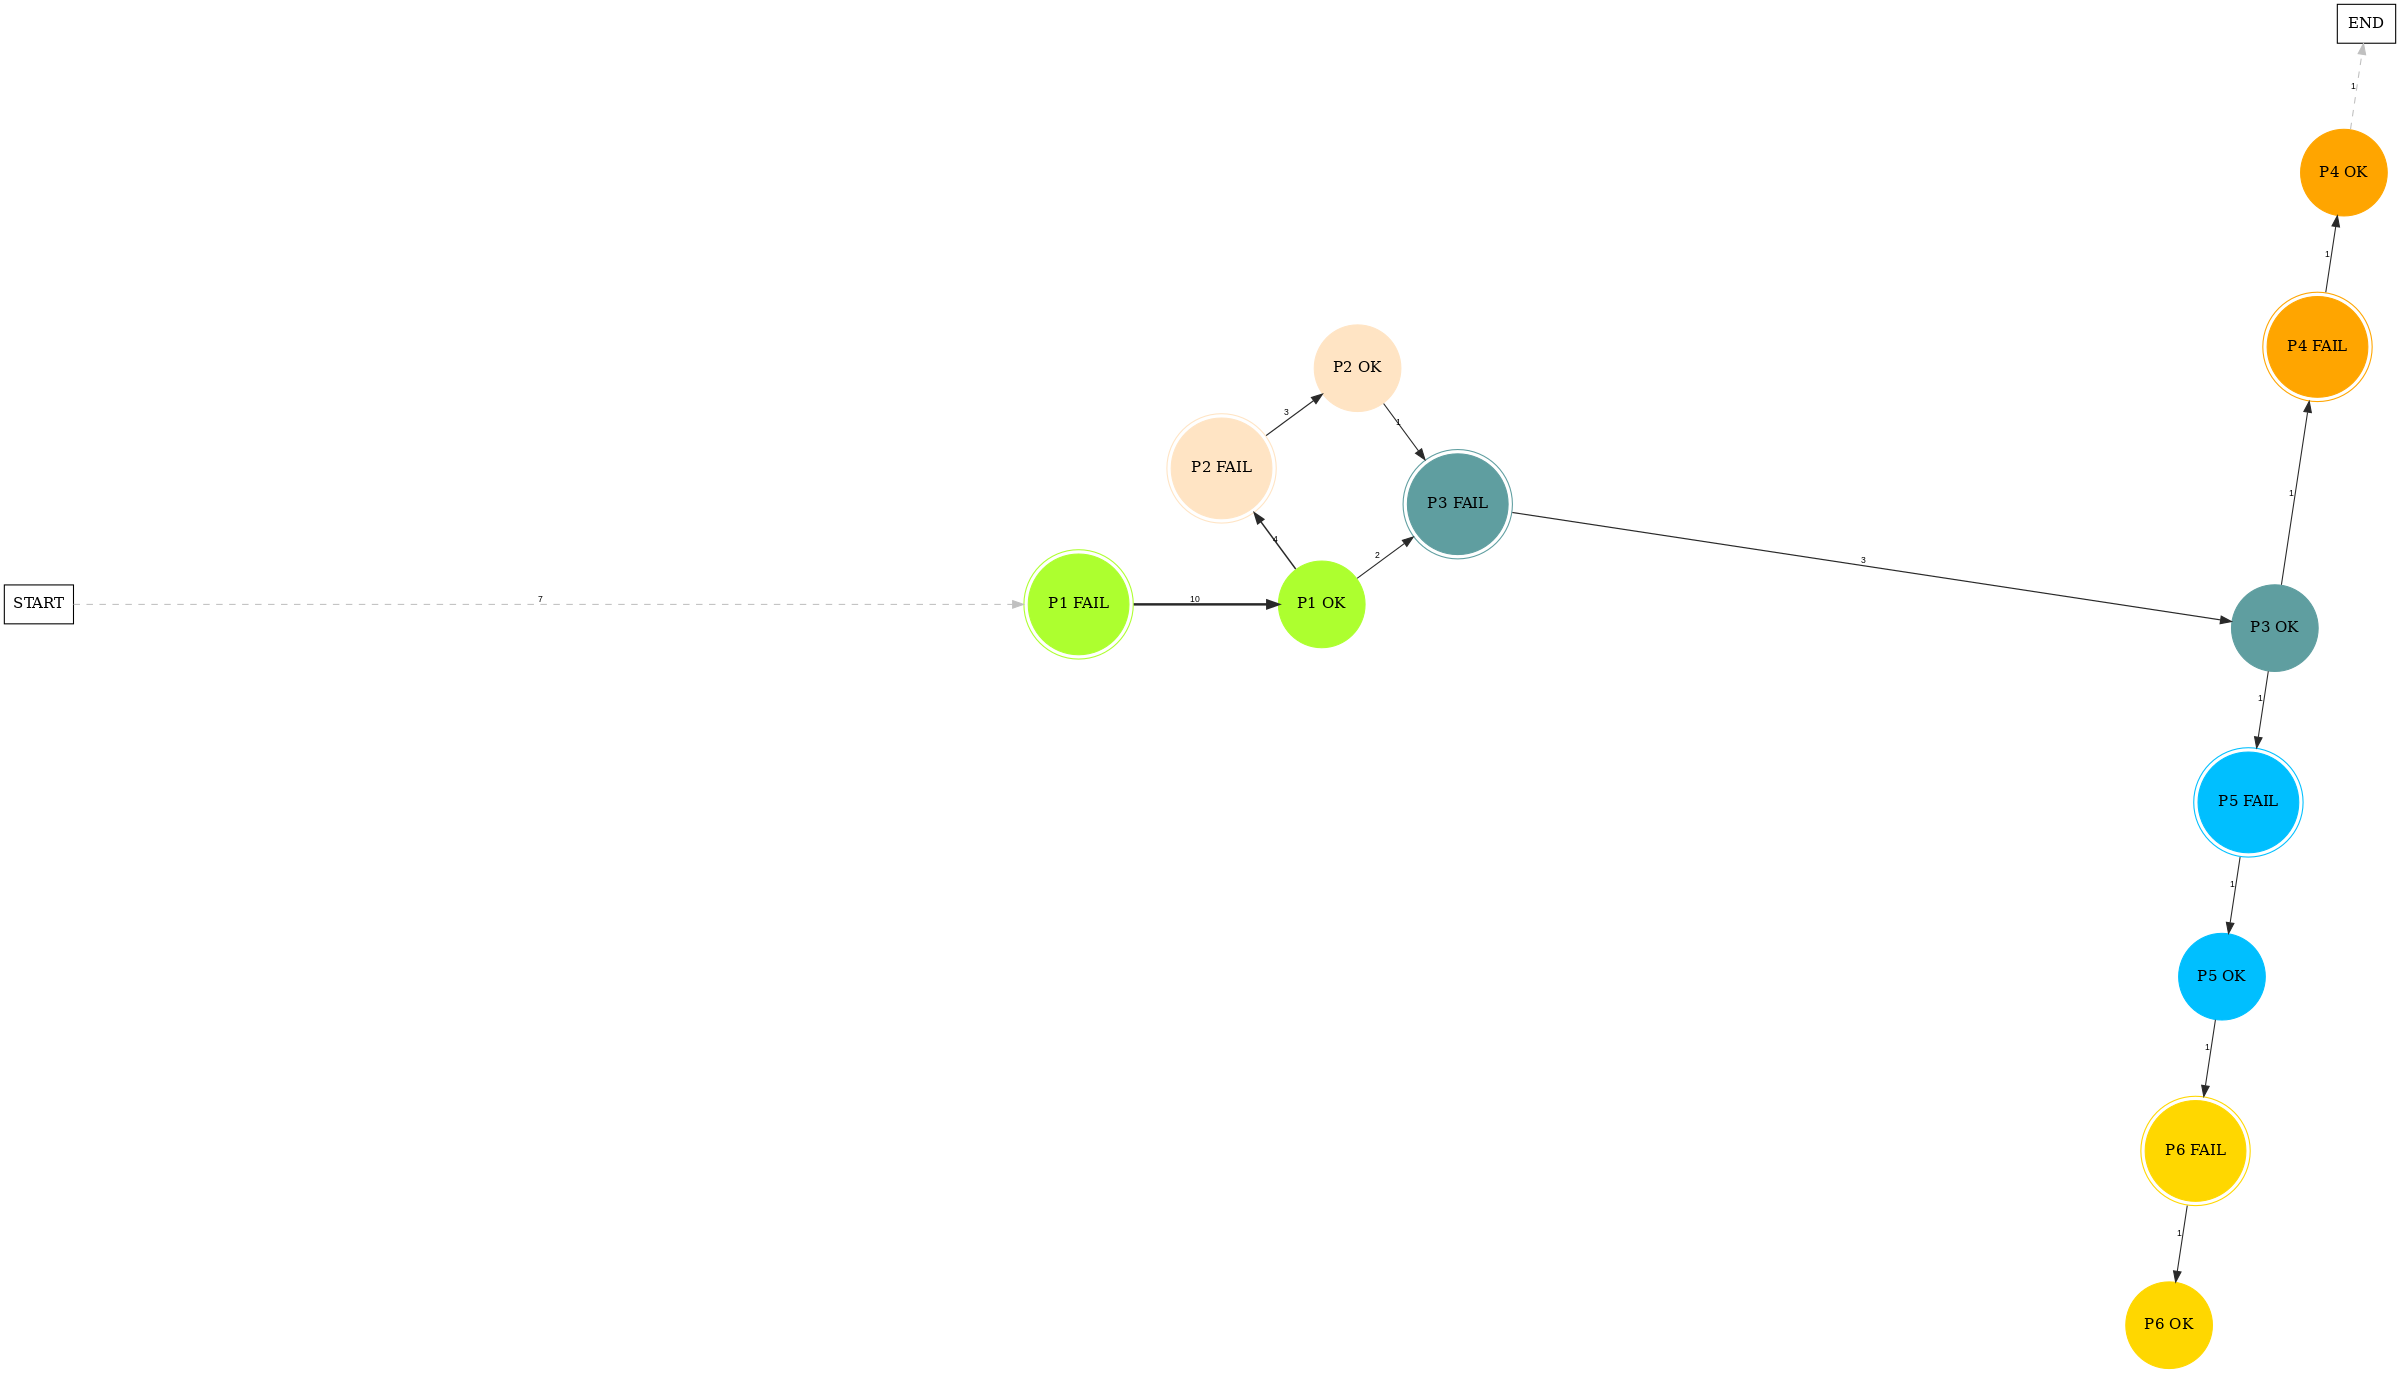 END
1
P4 OK
1
P4 FAIL
P2 OK
3
1
P2 FAIL
P3 FAIL
1
4
2
3
START
7
P1 FAIL
10
P1 OK
P3 OK
1
P5 FAIL
1
P5 OK
1
P6 FAIL
1
P6 OK